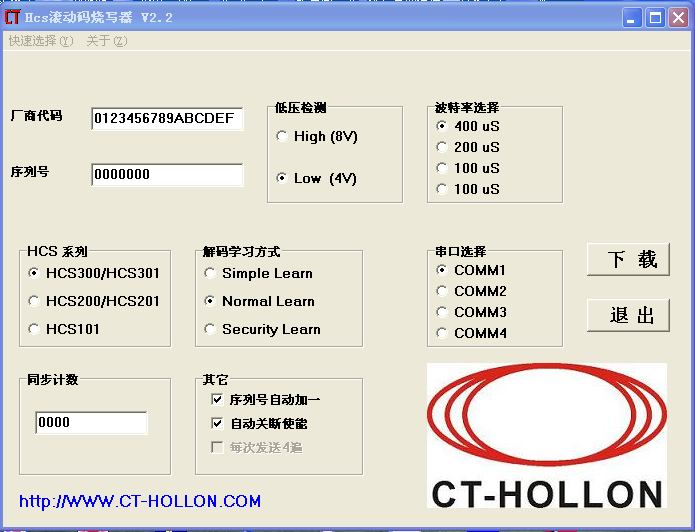 Hcs滚动码烧写器 V2.2
快速选择(Y) 关于(Z)
厂商代码
0123456789ABCDEF
序列号
0000000
低压检测
High (8V)
Low (4V)
波特率选择
400 uS
200 uS
100 uS
100 uS
HCS 系列
HCS300/HCS301
HCS200/HCS201
HCS101
解码学习方式
Simple Learn
Normal Learn
Security Learn
串口选择
COMM1
COMM2
COMM3
COMM4
下 载
退 出
同步计数
0000
其它
序列号自动加一
自动关断使能
每次发送4遍
CT-HOLLON
http://WWW.CT-HOLLON.COM